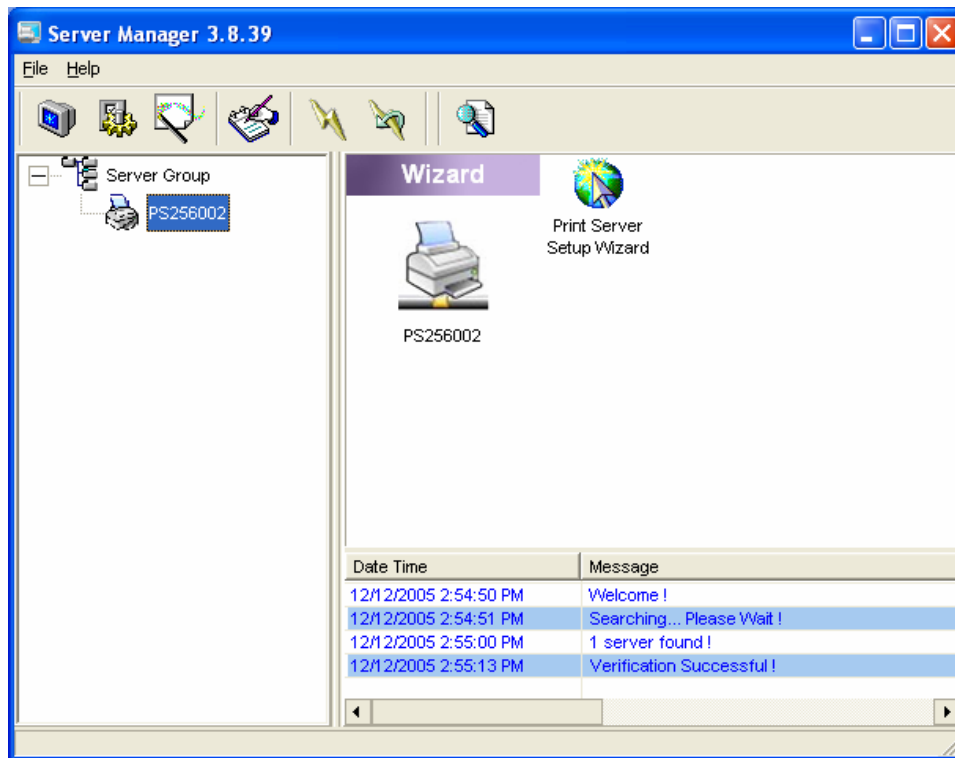 Server Manager 3.8.39
File Help
Server Group
PS256002
Wizard
PS256002
Print Server
Setup Wizard
Date Time Message
12/12/2005 2:54:50 PM Welcome !
12/12/2005 2:54:51 PM Searching... Please Wait !
12/12/2005 2:55:00 PM 1 server found !
12/12/2005 2:55:13 PM Verification Successful !